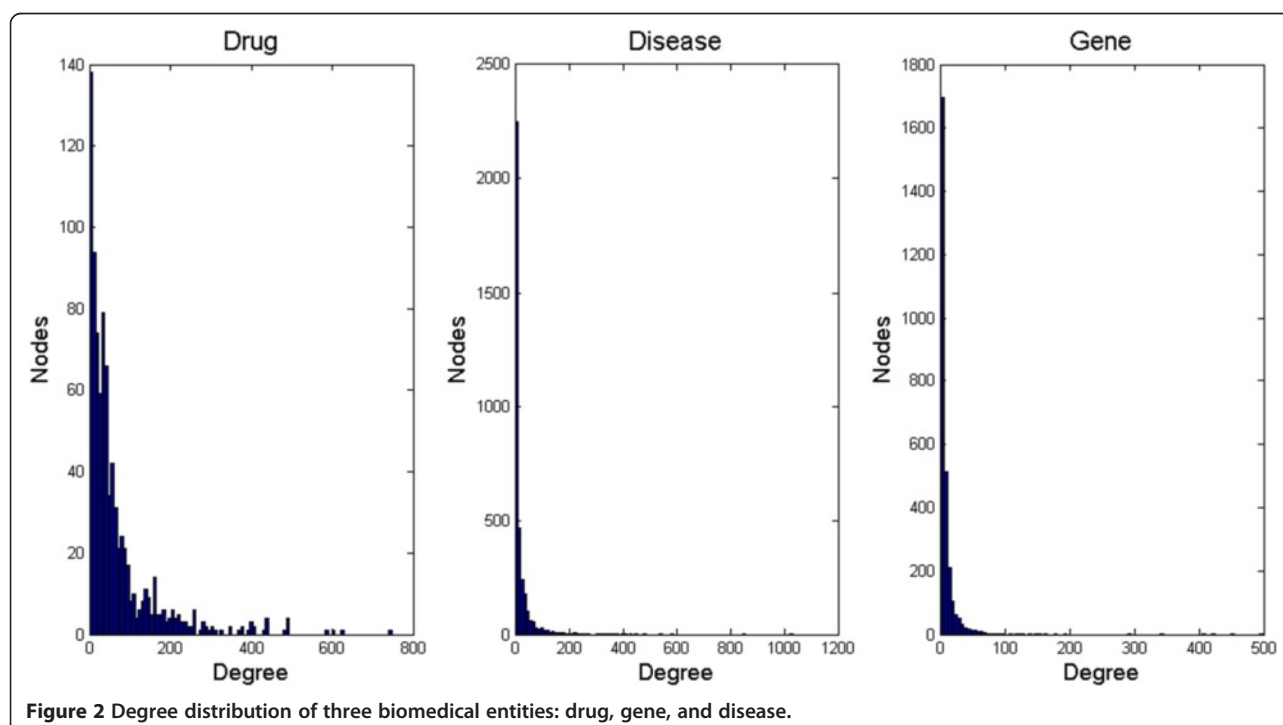 Drug
140
120
100
80
60
40
20
0
Nodes
0 200 400 600 800
Degree
Disease
2500
2000
1500
1000
500
0
Nodes
0 200 400 600 800 1000 1200
Degree
Gene
1800
1600
1400
1200
1000
800
600
400
200
0
Nodes
0 100 200 300 400 500
Degree
Figure 2 Degree distribution of three biomedical entities: drug, gene, and disease.